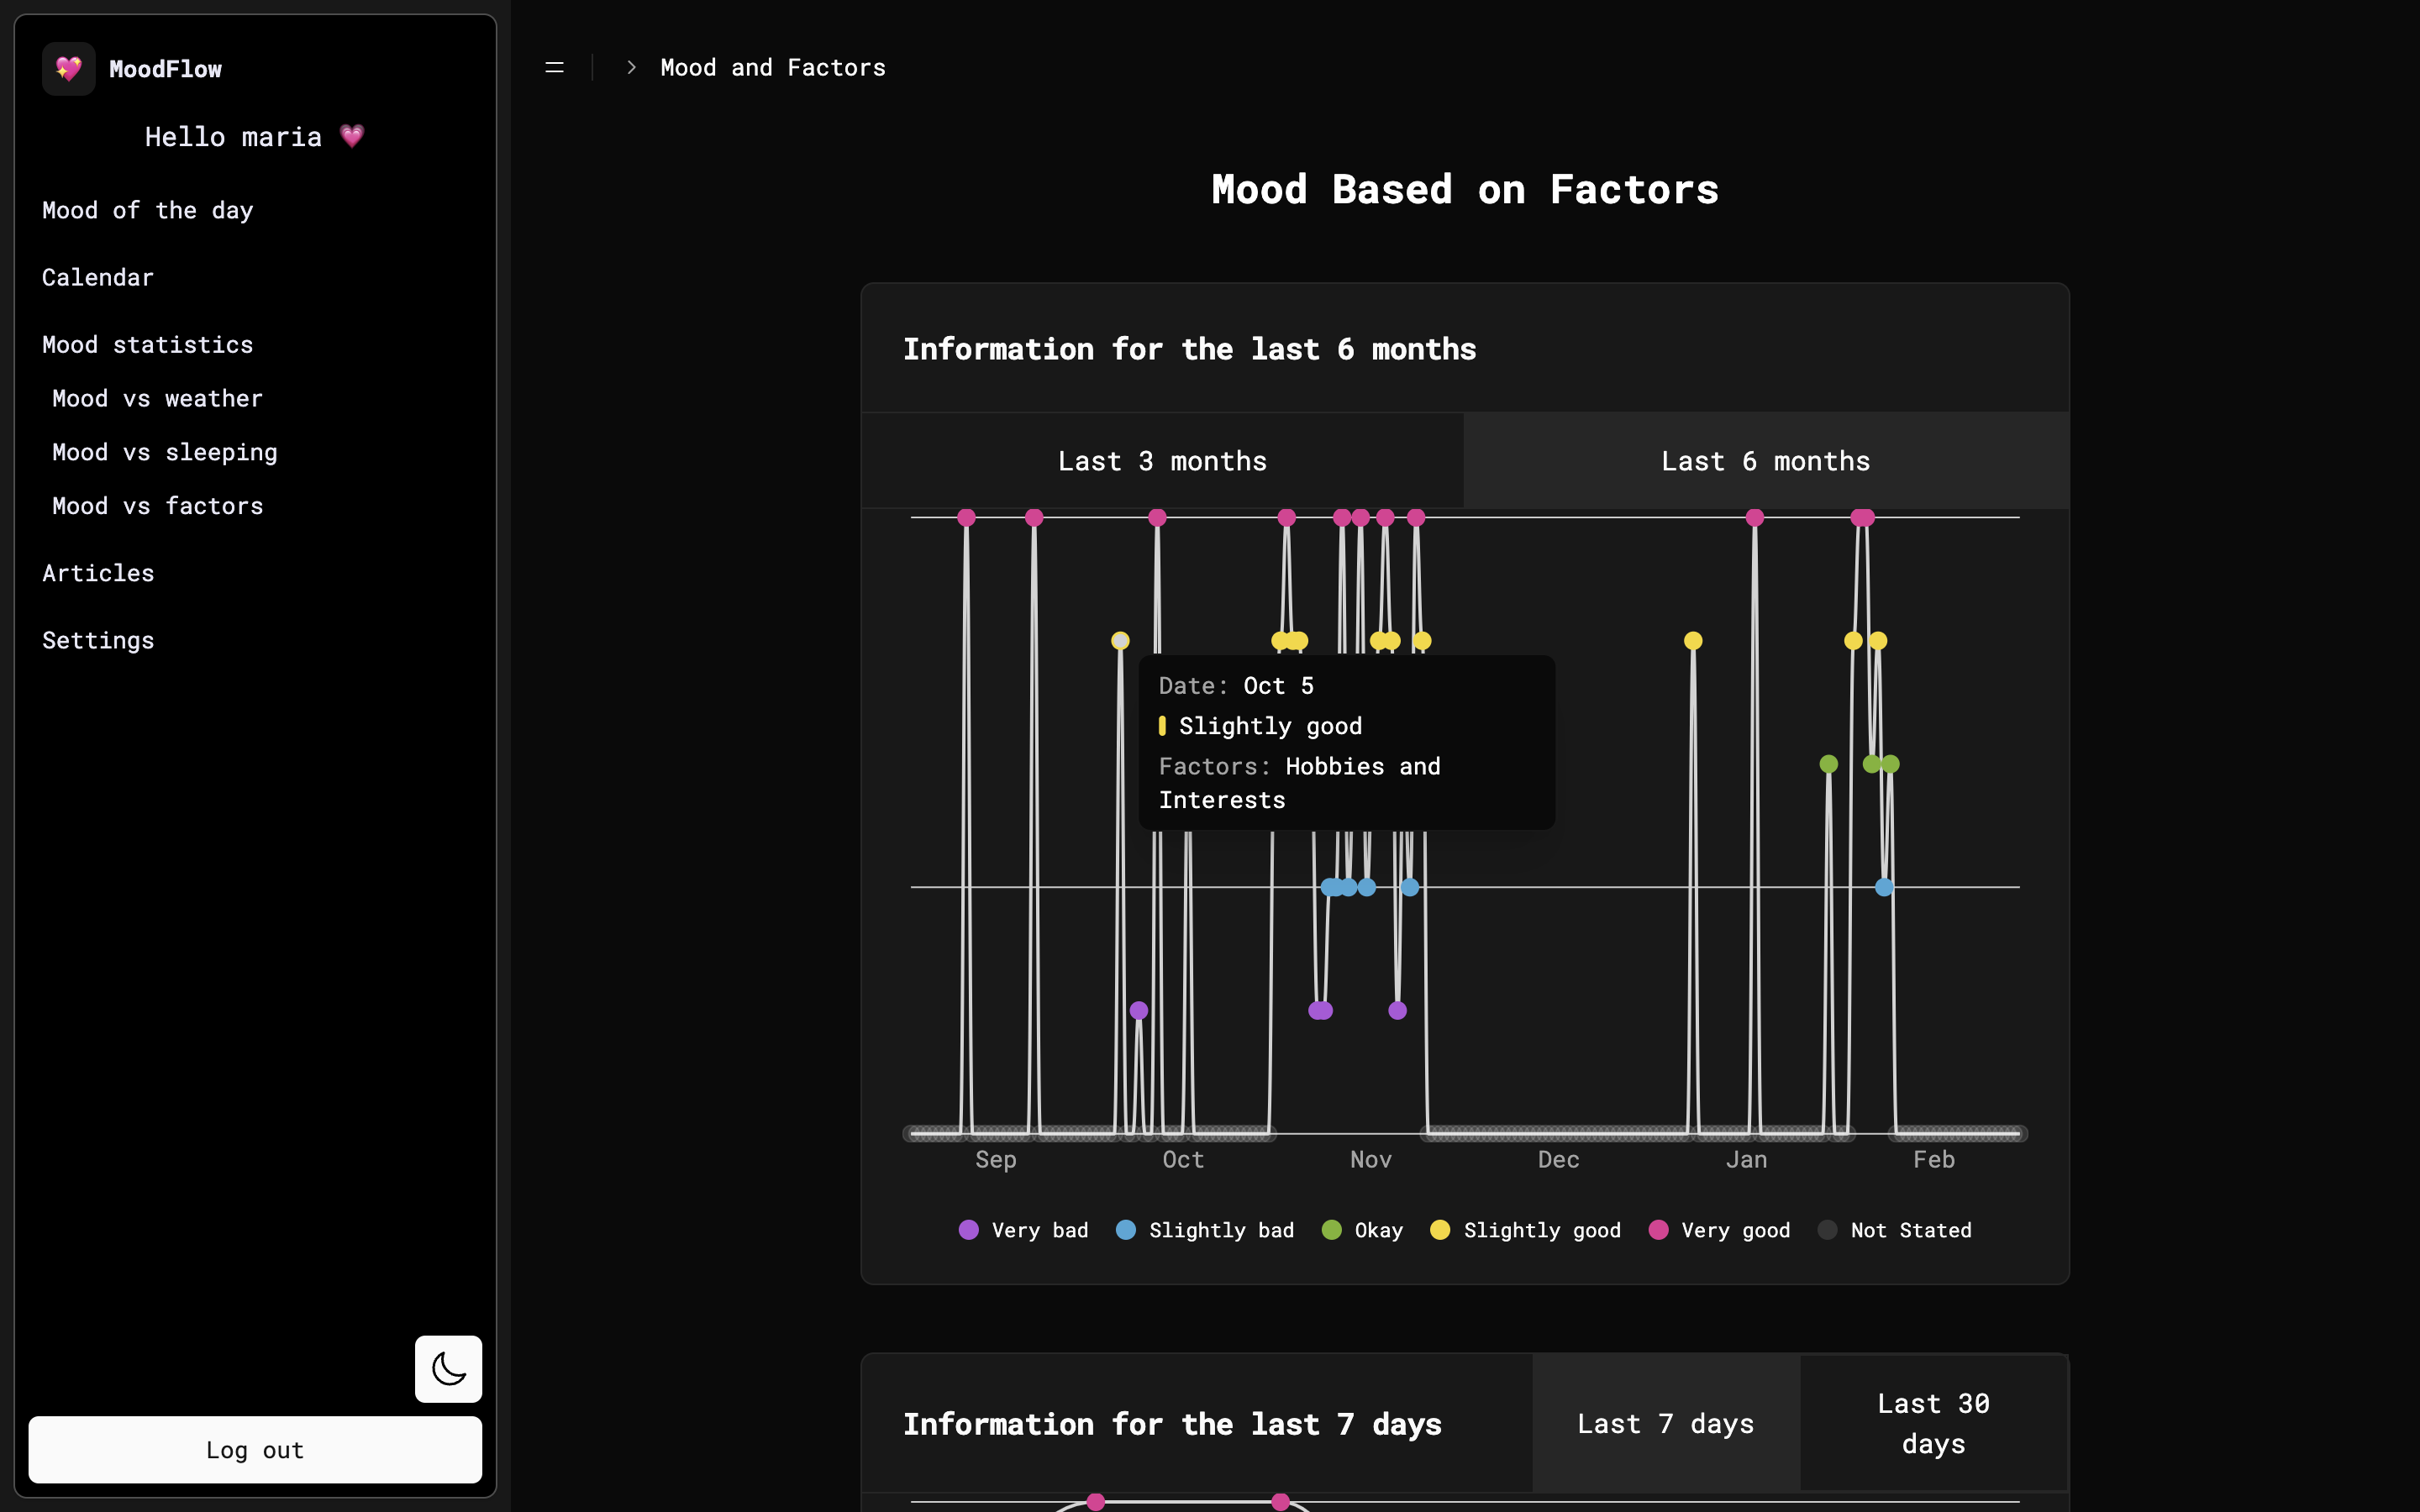 MoodFlow
Hello maria
Mood of the day
Calendar
Mood statistics
Mood vs weather
Mood vs sleeping
Mood vs factors
Articles
Settings
Log out
Mood and Factors
Mood Based on Factors
Information for the last 6 months
Last 3 months
Last 6 months
Date: Oct 5
Slightly good
Factors: Hobbies and
Interests
Sep
Oct
Nov
Dec
Jan
Feb
Very bad
Slightly bad
Okay
Slightly good
Very good
Not Stated
Information for the last 7 days
Last 7 days
Last 30
days